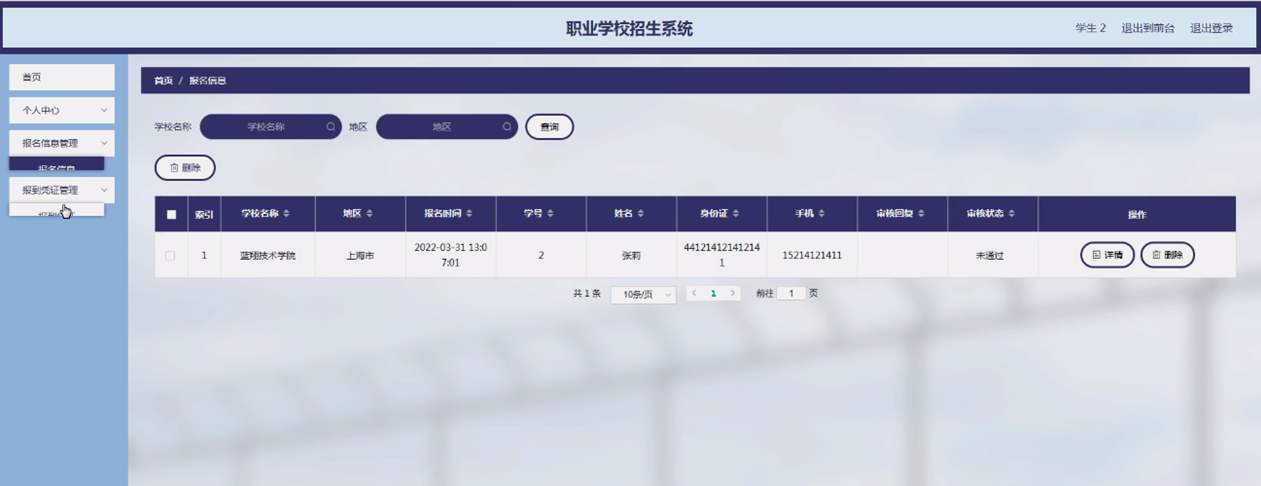 职业学校招生系统
学生 2 退出到前台 退出登录
首页
个人中心
报名信息管理
报名信息
报到凭证管理
首页 / 报名信息
学校名称 学校名称 地区 地区 查询
删除
索引 学校名称 地区 报名时间 学号 姓名 身份证 手机 审核回复 审核状态 操作
1 蓝翔技术学院 上海市 2022-03-31 13:0 2 张莉 44121412141214 15214121411 未通过 详情 删除
7:01 1
共 1 条 10条/页 < 1 > 前往 1 页